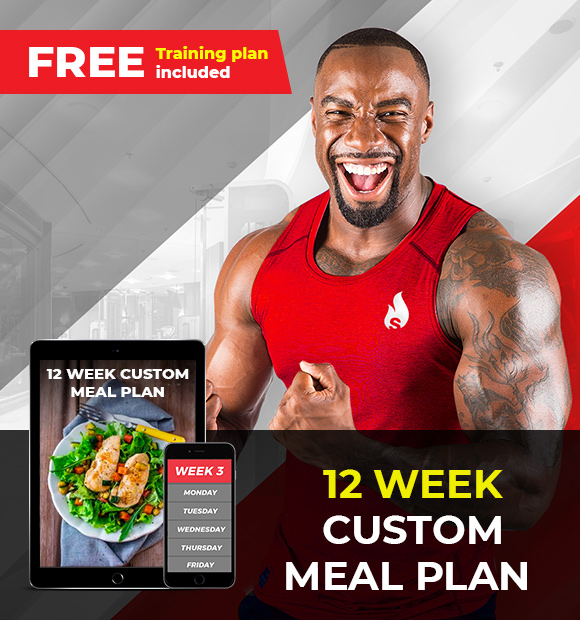 FREE
Training plan
included
12 WEEK CUSTOM
MEAL PLAN
WEEK 3
MONDAY
TUESDAY
WEDNESDAY
THURSDAY
FRIDAY
S
12 WEEK
CUSTOM
MEAL PLAN